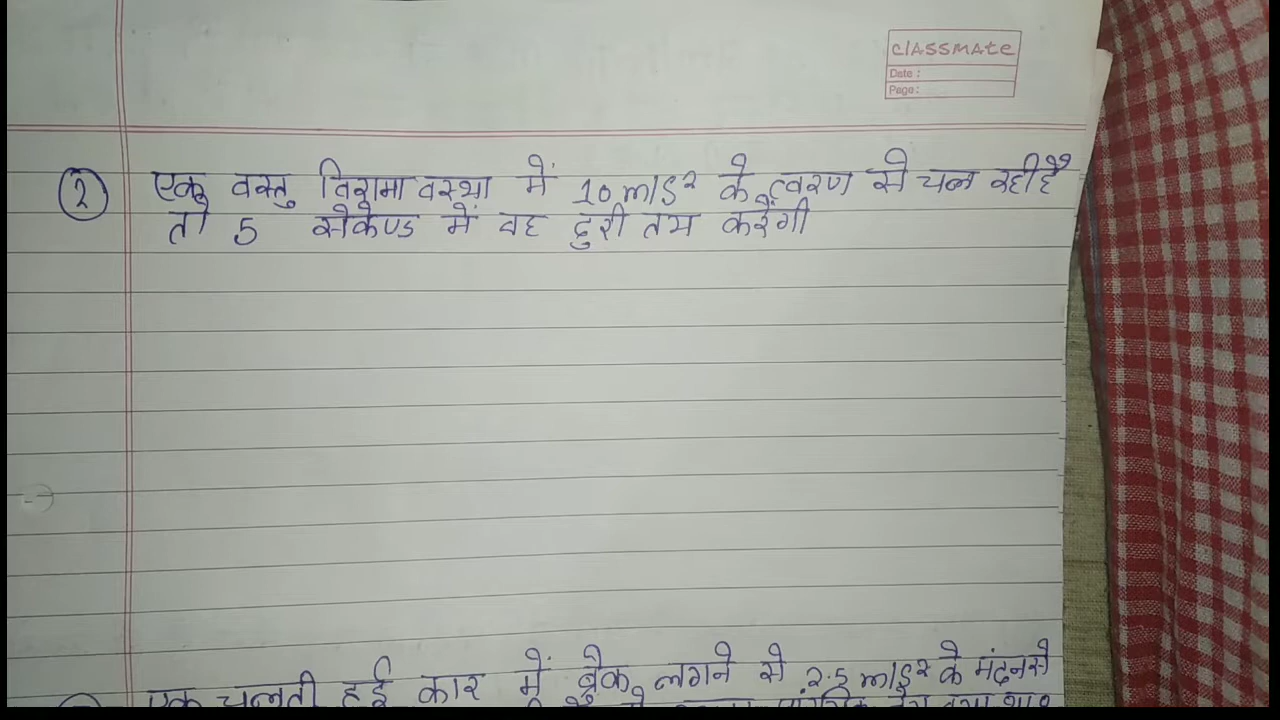 classmate
Date :
Page :
2 एक वस्तु विरामावस्था में 10 m/s² के त्वरण से चल रही है
तो 5 सेकेण्ड में वह दुरी तय करेंगी
एक चलती हुई कार में ब्रैक लगने से 2.5 m/s² के मंदन से